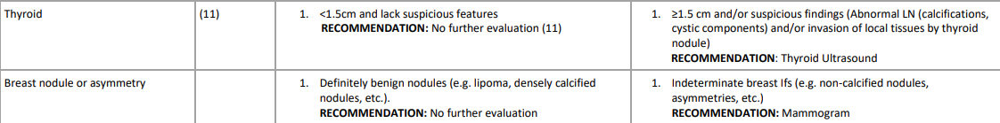 Thyroid
(11)
1. <1.5cm and lack suspicious features
RECOMMENDATION: No further evaluation (11)
1. ≥1.5 cm and/or suspicious findings (Abnormal LN (calcifications,
cystic components) and/or invasion of local tissues by thyroid
nodule)
RECOMMENDATION: Thyroid Ultrasound
Breast nodule or asymmetry
1. Definitely benign nodules (e.g. lipoma, densely calcified
nodules, etc.).
RECOMMENDATION: No further evaluation
1. Indeterminate breast Ifs (e.g. non-calcified nodules,
asymmetries, etc.)
RECOMMENDATION: Mammogram